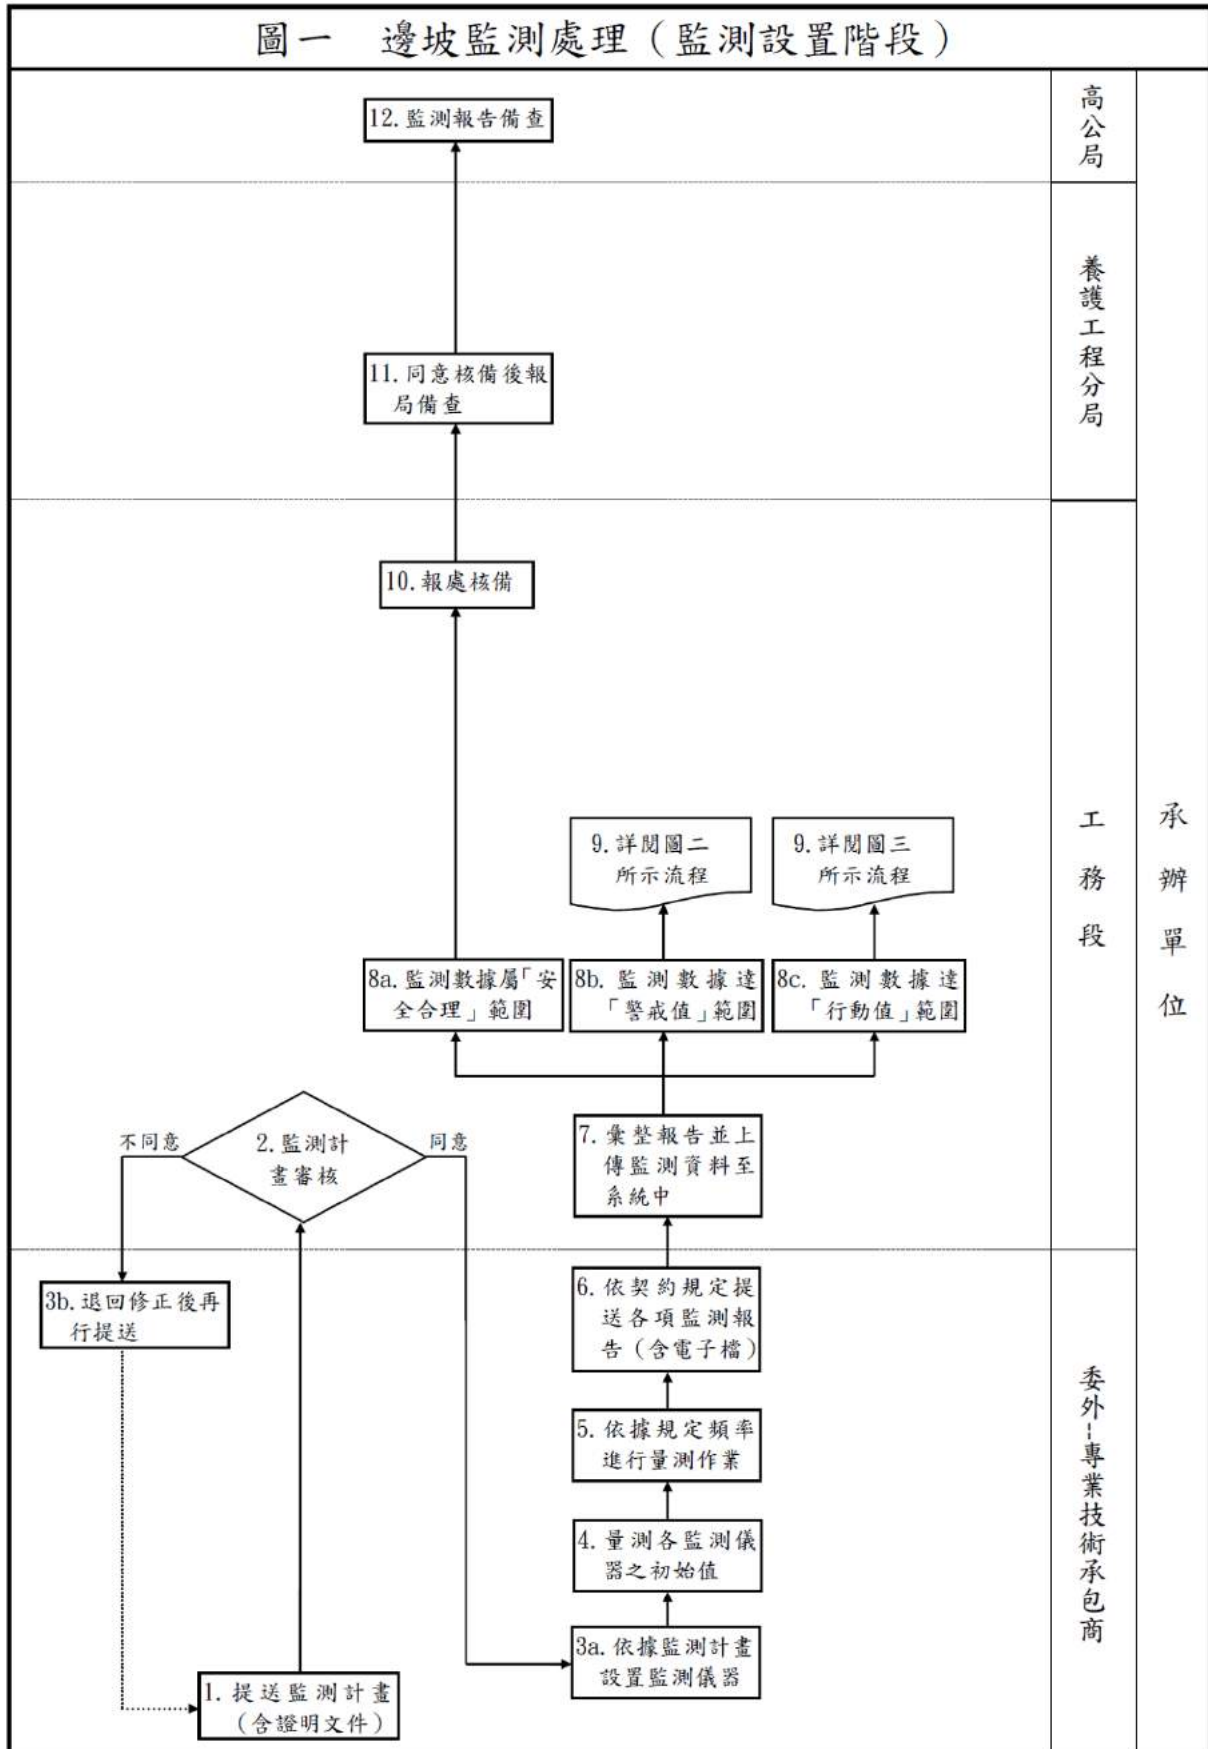 圖一 邊坡監測處理(監測設置階段)
高公局
12.監測報告備查
養護工程分局
11.同意核備後報
局備查
10.報處核備
工務段
承辦單位
9.詳閱圖二
所示流程
9.詳閱圖三
所示流程
8a.監測數據屬「安
全合理」範圍
8b.監測數據達
「警戒值」範圍
8c.監測數據達
「行動值」範圍
不同意
2.監測計
畫審核
同意
7.彙整報告並上
傳監測資料至
系統中
3b.退回修正後再
行提送
6.依契約規定提
送各項監測報
告(含電子檔)
委外--專業技術承包商
5.依據規定頻率
進行量測作業
4.量測各監測儀
器之初始值
3a.依據監測計畫
設置監測儀器
1.提送監測計畫
(含證明文件)